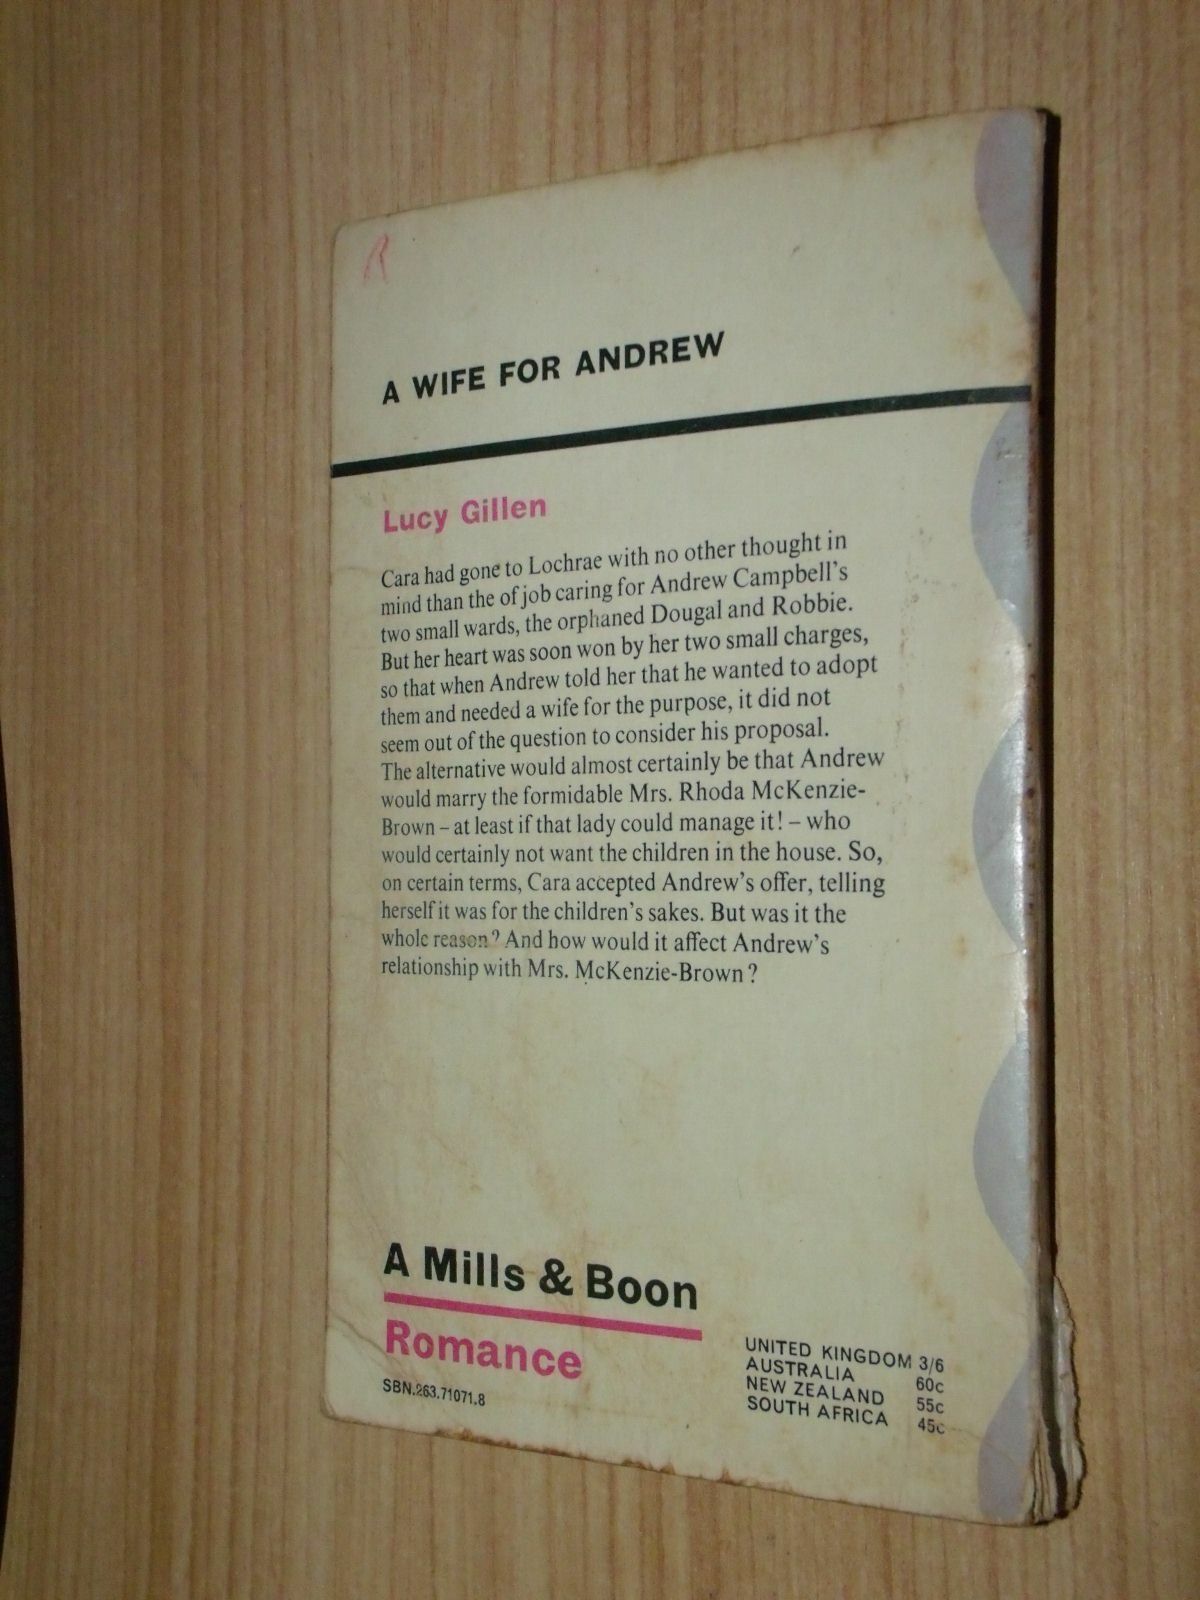 A WIFE FOR ANDREW
Lucy Gillen
Cara had gone to Lochrae with no other thought in
mind than the of job caring for Andrew Campbell's
two small wards, the orphaned Dougal and Robbie.
But her heart was soon won by her two small charges,
so that when Andrew told her that he wanted to adopt
them and needed a wife for the purpose, it did not
seem out of the question to consider his proposal.
The alternative would almost certainly be that Andrew
would marry the formidable Mrs. Rhoda McKenzie-
Brown – at least if that lady could manage it! – who
would certainly not want the children in the house. So,
on certain terms, Cara accepted Andrew's offer, telling
herself it was for the children's sakes. But was it the
whole reason? And how would it affect Andrew's
relationship with Mrs. McKenzie-Brown?
A Mills & Boon
Romance
SBN.263.71071.8
UNITED KINGDOM 3/6
AUSTRALIA 60c
NEW ZEALAND 55c
SOUTH AFRICA 45c